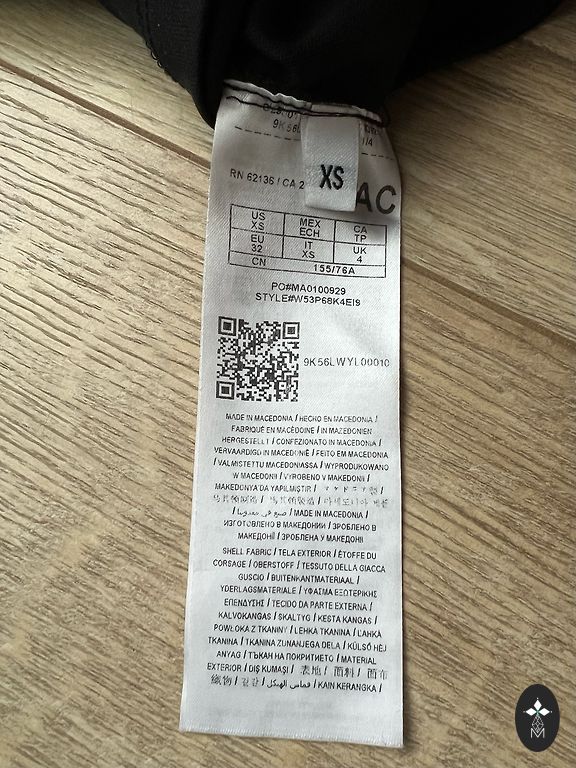 9K56L
1/4
RN 62136 / CA 2
XS
AC
US XS MEX ECH CA TP
EU 32 IT XS UK 4
CN 155/76A
PO#MA0100929
STYLE#W53P68K4EI9
9K56LWYL00010
MADE IN MACEDONIA / HECHO EN MACEDONIA /
FABRIQUÉ EN MACÉDOINE / IN MAZEDONIEN
HERGESTELLT / CONFEZIONATO IN MACEDONIA /
VERVAARDIGD IN MACEDONIË / FEITO EM MACEDONIA
/ VALMISTETTU MACEDONIASSA / WYPRODUKOWANO
W MACEDONII / VYROBENO V MAKEDONII /
MAKEDONYA DA YAPILMIŞTIR /
/ MADE IN MACEDONIA /
ИЗГОТОВЛЕНО В МАКЕДОНИИ / ЗРОБЛЕНО В
МАКЕДОНІЇ / ЗРОБЛЕНА У МАКЕДОНІІ
SHELL FABRIC / TELA EXTERIOR / ÉTOFFE DU
CORSAGE / OBERSTOFF / TESSUTO DELLA GIACCA
GUSCIO / BUITENKANTMATERIAAL /
YDERLAGSMATERIALE / ΥΦΑΣΜΑ ΕΞΩΤΕΡΙΚΗΣ
ΕΠΕΝΔΥΣΗΣ / TECIDO DA PARTE EXTERNA /
KALVOKANGAS / SKALTYG / KESTA KANGAS /
POWŁOKA Z TKANINY / LEHKA TKANINA / ĽAHKÁ
TKANINA / TKANINA ZUNANJEGA DELA / KÜLSŐ HÉJ
ANYAG / ТЪКАН НА ПОКРИТИЕТО / MATERIAL
EXTERIOR / DIŞ KUMAŞI / 表地 / 面料 / 面布
織物 / 겉감 / قماس الهيكل / KAIN KERANGKA /
M